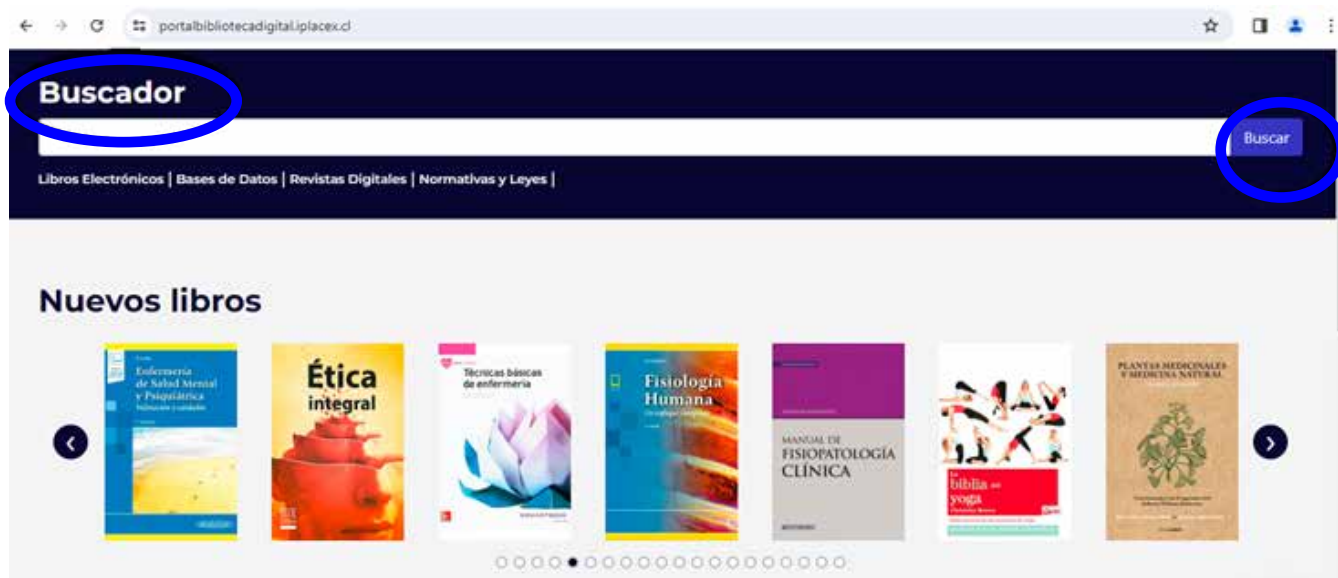 portalbibliotecadigital.iplacex.cl
Buscador
Buscar
Libros Electrónicos | Bases de Datos | Revistas Digitales | Normativas y Leyes |
Nuevos libros
Enfermería
de Salud Mental
y Psiquiátrica
Ética
integral
Técnicas básicas
de enfermería
Fisiología
Humana
MANUAL DE
FISIOPATOLOGÍA
CLÍNICA
La
biblia del
yoga
PLANTAS MEDICINALES
Y MEDICINA NATURAL